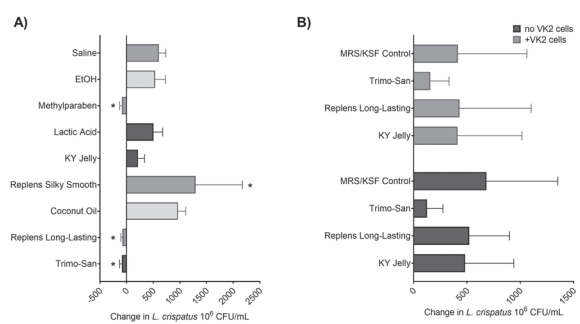 A)
Saline
EtOH
Methylparaben
*
Lactic Acid
KY Jelly
Replens Silky Smooth
*
Coconut Oil
Replens Long-Lasting
*
Trimo-San
*
-500 0 500 1000 1500 2000 2500
Change in L. crispatus 10⁶ CFU/mL
B)
no VK2 cells
+VK2 cells
MRS/KSF Control
Trimo-San
Replens Long-Lasting
KY Jelly
MRS/KSF Control
Trimo-San
Replens Long-Lasting
KY Jelly
0 500 1000 1500
Change in L. crispatus 10⁶ CFU/mL